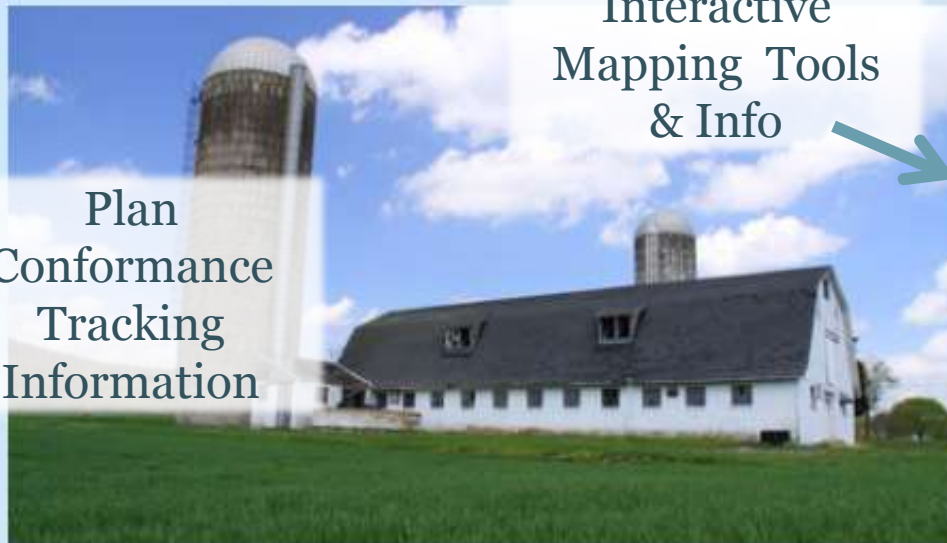 Interactive
Mapping Tools
& Info
Plan
Conformance
Tracking
Information